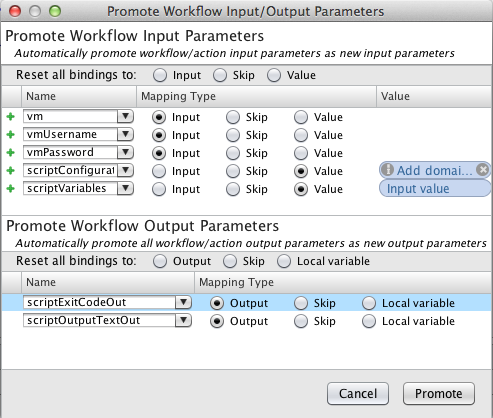 Promote Workflow Input/Output Parameters
Promote Workflow Input Parameters
Automatically promote workflow/action input parameters as new input parameters
Reset all bindings to: Input Skip Value
Name Mapping Type Value
vm Input Skip Value
vmUsername Input Skip Value
vmPassword Input Skip Value
scriptConfigurat Input Skip Value Add domai...
scriptVariables Input Skip Value Input value
Promote Workflow Output Parameters
Automatically promote all workflow/action output parameters as new output parameters
Reset all bindings to: Output Skip Local variable
Name Mapping Type
scriptExitCodeOut Output Skip Local variable
scriptOutputTextOut Output Skip Local variable
Cancel Promote